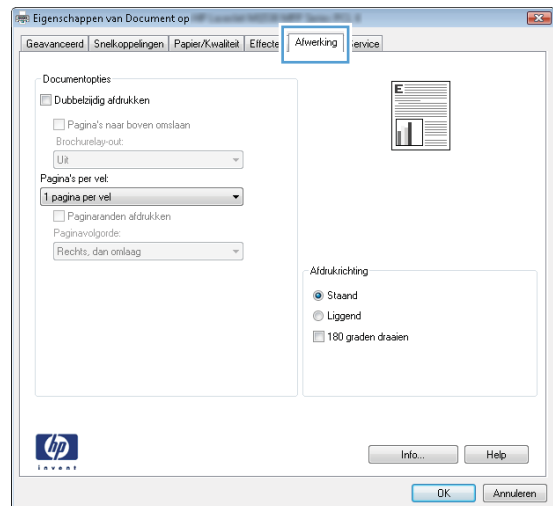 Eigenschappen van Document op
Geavanceerd Snelkoppelingen Papier/Kwaliteit Effecte Afwerking ervice
Documentopties
Dubbelzijdig afdrukken
Pagina's naar boven omslaan
Brochurelay-out:
Uit
Pagina's per vel:
1 pagina per vel
Paginaranden afdrukken
Paginavolgorde:
Rechts, dan omlaag
E
Afdrukrichting
Staand
Liggend
180 graden draaien
hp
invent
Info... Help
OK Annuleren